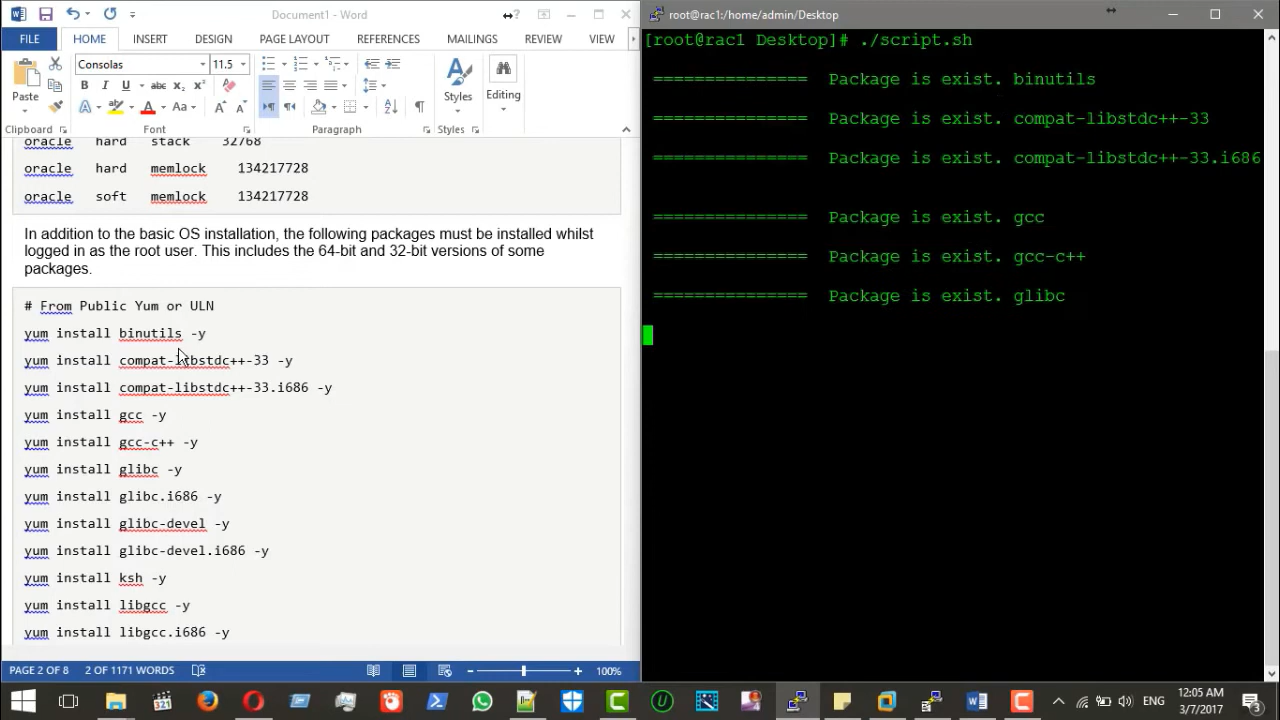 Document1 - Word
FILE HOME INSERT DESIGN PAGE LAYOUT REFERENCES MAILINGS REVIEW VIEW
Consolas 11.5
Paste
Styles
Editing
Clipboard Font Paragraph Styles
oracle hard stack 32768
oracle hard memlock 134217728
oracle soft memlock 134217728
In addition to the basic OS installation, the following packages must be installed whilst
logged in as the root user. This includes the 64-bit and 32-bit versions of some
packages.
# From Public Yum or ULN
yum install binutils -y
yum install compat-libstdc++-33 -y
yum install compat-libstdc++-33.i686 -y
yum install gcc -y
yum install gcc-c++ -y
yum install glibc -y
yum install glibc.i686 -y
yum install glibc-devel -y
yum install glibc-devel.i686 -y
yum install ksh -y
yum install libgcc -y
yum install libgcc.i686 -y
PAGE 2 OF 8 2 OF 1171 WORDS 100%
root@rac1:/home/admin/Desktop
[root@rac1 Desktop]# ./script.sh
=============== Package is exist. binutils
=============== Package is exist. compat-libstdc++-33
=============== Package is exist. compat-libstdc++-33.i686
=============== Package is exist. gcc
=============== Package is exist. gcc-c++
=============== Package is exist. glibc
ENG
12:05 AM
3/7/2017